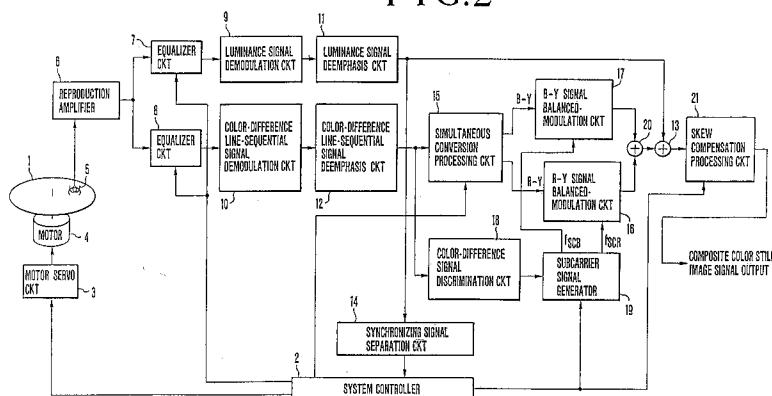 FIG.2
7
EQUALIZER
CKT
9
LUMINANCE SIGNAL
DEMODULATION CKT
11
LUMINANCE SIGNAL
DEEMPHASIS CKT
6
REPRODUCTION
AMPLIFIER
8
EQUALIZER
CKT
COLOR-DIFFERENCE
LINE-SEQUENTIAL
SIGNAL
DEMODULATION CKT
10
COLOR-DIFFERENCE
LINE-SEQUENTIAL
SIGNAL
DEEMPHASIS CKT
12
15
SIMULTANEOUS
CONVERSION
PROCESSING CKT
B-Y
R-Y
17
B-Y SIGNAL
BALANCED-
MODULATION CKT
R-Y SIGNAL
BALANCED-
MODULATION CKT
16
20
13
21
SKEW
COMPENSATION
PROCESSING CKT
1
5
MOTOR
4
MOTOR SERVO
CKT
3
18
COLOR-DIFFERENCE
SIGNAL
DISCRIMINATION CKT
fSCB
fSCR
SUBCARRIER
SIGNAL
GENERATOR
19
COMPOSITE COLOR STILL
IMAGE SIGNAL OUTPUT
14
SYNCHRONIZING SIGNAL
SEPARATION CKT
2
SYSTEM CONTROLLER